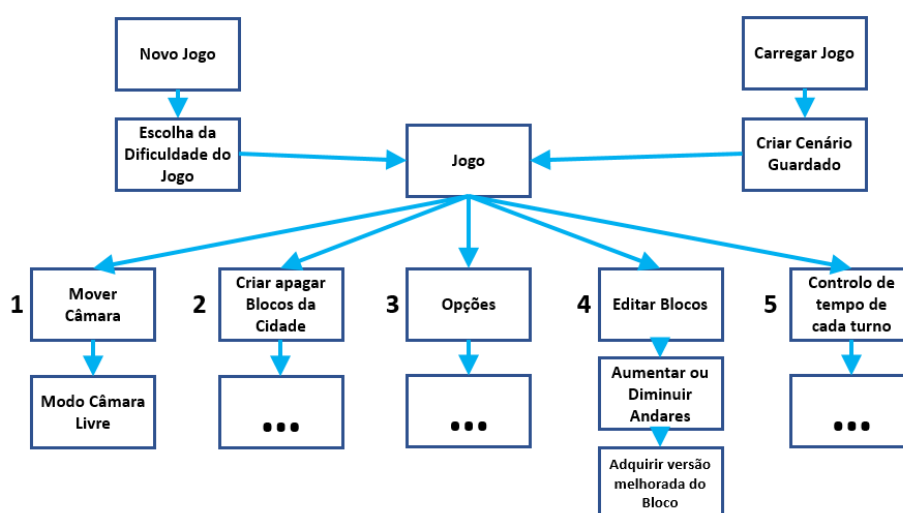 Novo Jogo
Carregar Jogo
Escolha da
Dificuldade do
Jogo
Jogo
Criar Cenário
Guardado
1
Mover
Câmara
2
Criar apagar
Blocos da
Cidade
3
Opções
4
Editar Blocos
5
Controlo de
tempo de
cada turno
Modo Câmara
Livre
...
...
Aumentar ou
Diminuir
Andares
...
Adquirir versão
melhorada do
Bloco